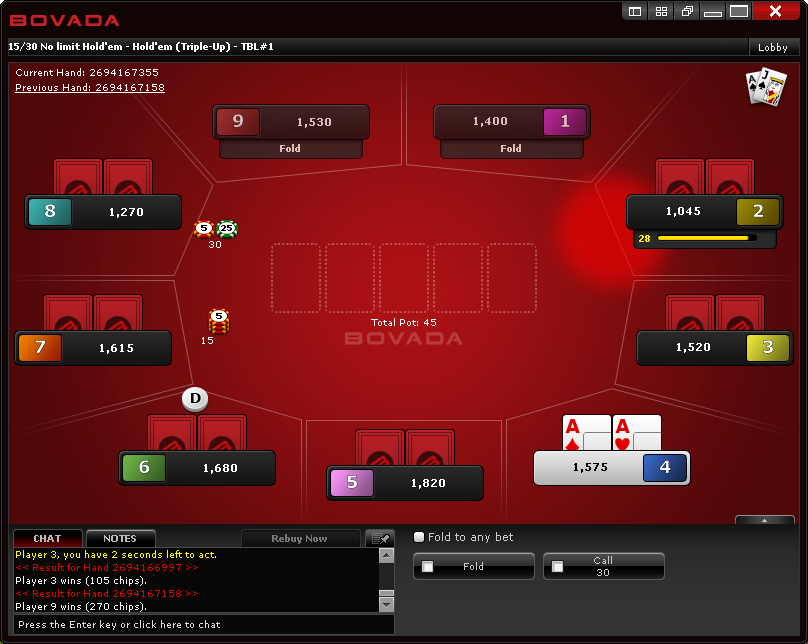 BOVADA
15/30 No limit Hold'em - Hold'em (Triple-Up) - TBL#1
Lobby
Current Hand: 2694167355
Previous Hand: 2694167158
A J
9 1,530
Fold
1,400 1
Fold
8 1,270
1,045 2
28
5 25
30
5
15
Total Pot: 45
BOVADA
7 1,615
1,520 3
D
6 1,680
5 1,820
A A
1,575 4
CHAT NOTES Rebuy Now
Player 3, you have 2 seconds left to act.
<< Result for Hand 2694166997 >>
Player 3 wins (105 chips).
<< Result for Hand 2694167158 >>
Player 9 wins (270 chips).
Press the Enter key or click here to chat
Fold to any bet
Fold
Call
30